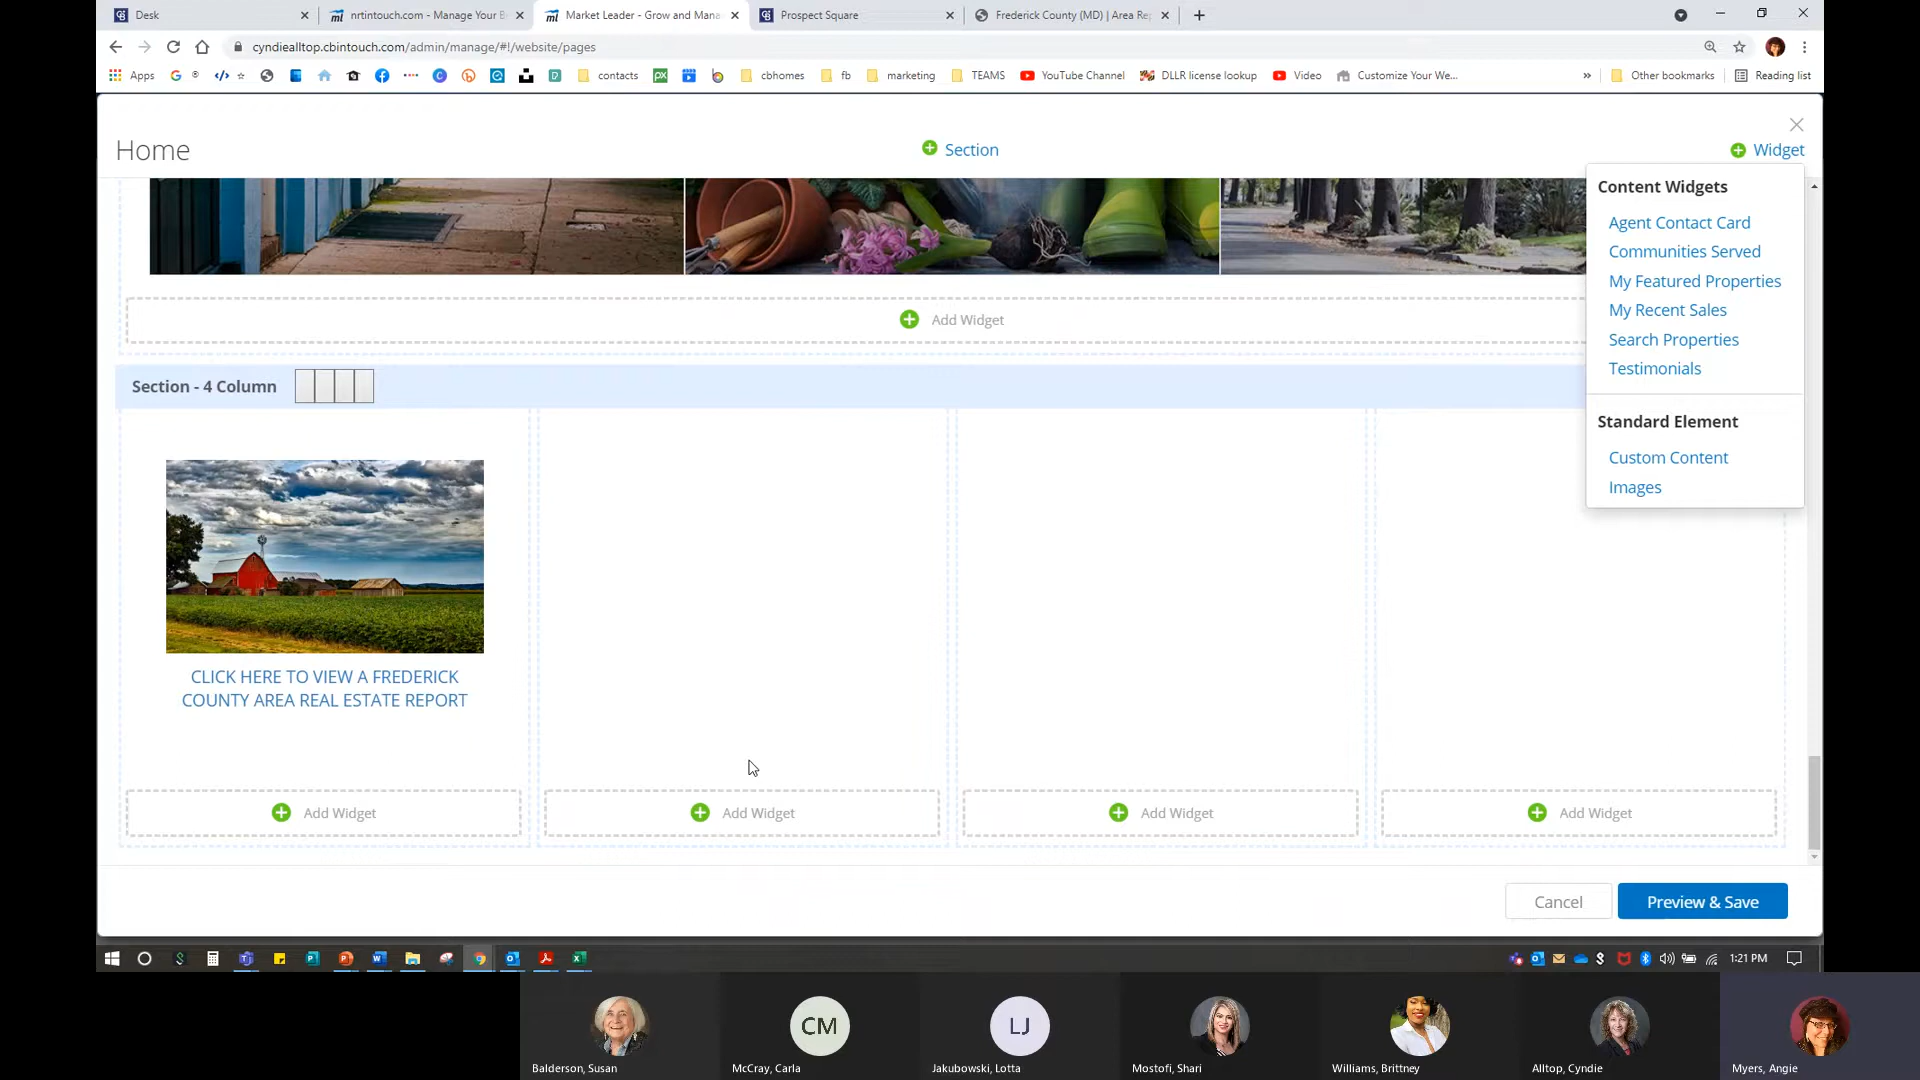 Desk
nrtintouch.com - Manage Your B
Market Leader - Grow and Mana
Prospect Square
Frederick County (MD) | Area Re
cyndiealltop.cbintouch.com/admin/manage/#!/website/pages
Apps
contacts
cbhomes
fb
marketing
TEAMS
YouTube Channel
DLLR license lookup
Video
Customize Your We...
»
Other bookmarks
Reading list
Home
Section
Widget
Content Widgets
Agent Contact Card
Communities Served
My Featured Properties
My Recent Sales
Search Properties
Testimonials
Standard Element
Custom Content
Images
Add Widget
Section - 4 Column
CLICK HERE TO VIEW A FREDERICK
COUNTY AREA REAL ESTATE REPORT
Add Widget
Add Widget
Add Widget
Add Widget
Cancel
Preview & Save
1:21 PM
CM
LJ
Balderson, Susan
McCray, Carla
Jakubowski, Lotta
Mostofi, Shari
Williams, Brittney
Alltop, Cyndie
Myers, Angie